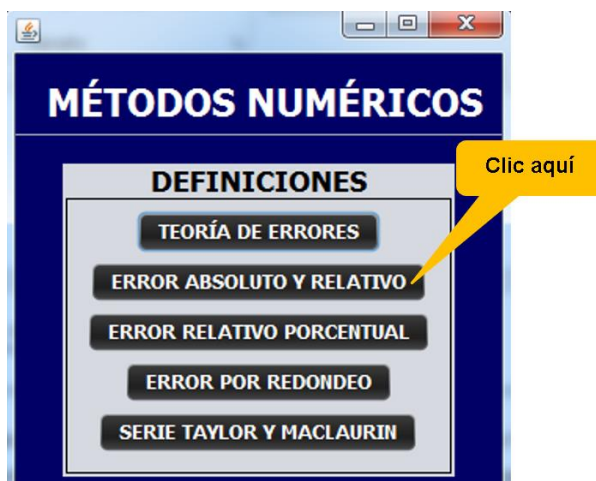 MÉTODOS NUMÉRICOS
DEFINICIONES
Clic aquí
TEORÍA DE ERRORES
ERROR ABSOLUTO Y RELATIVO
ERROR RELATIVO PORCENTUAL
ERROR POR REDONDEO
SERIE TAYLOR Y MACLAURIN